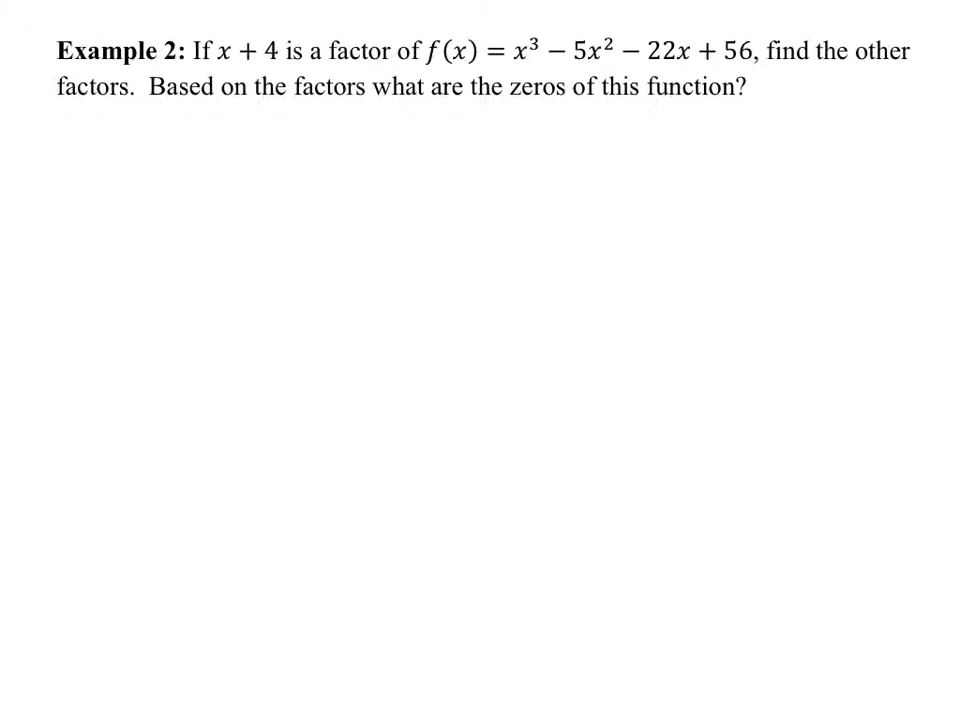 Example 2: If x + 4 is a factor of f(x) = x³ − 5x² − 22x + 56, find the other
factors. Based on the factors what are the zeros of this function?